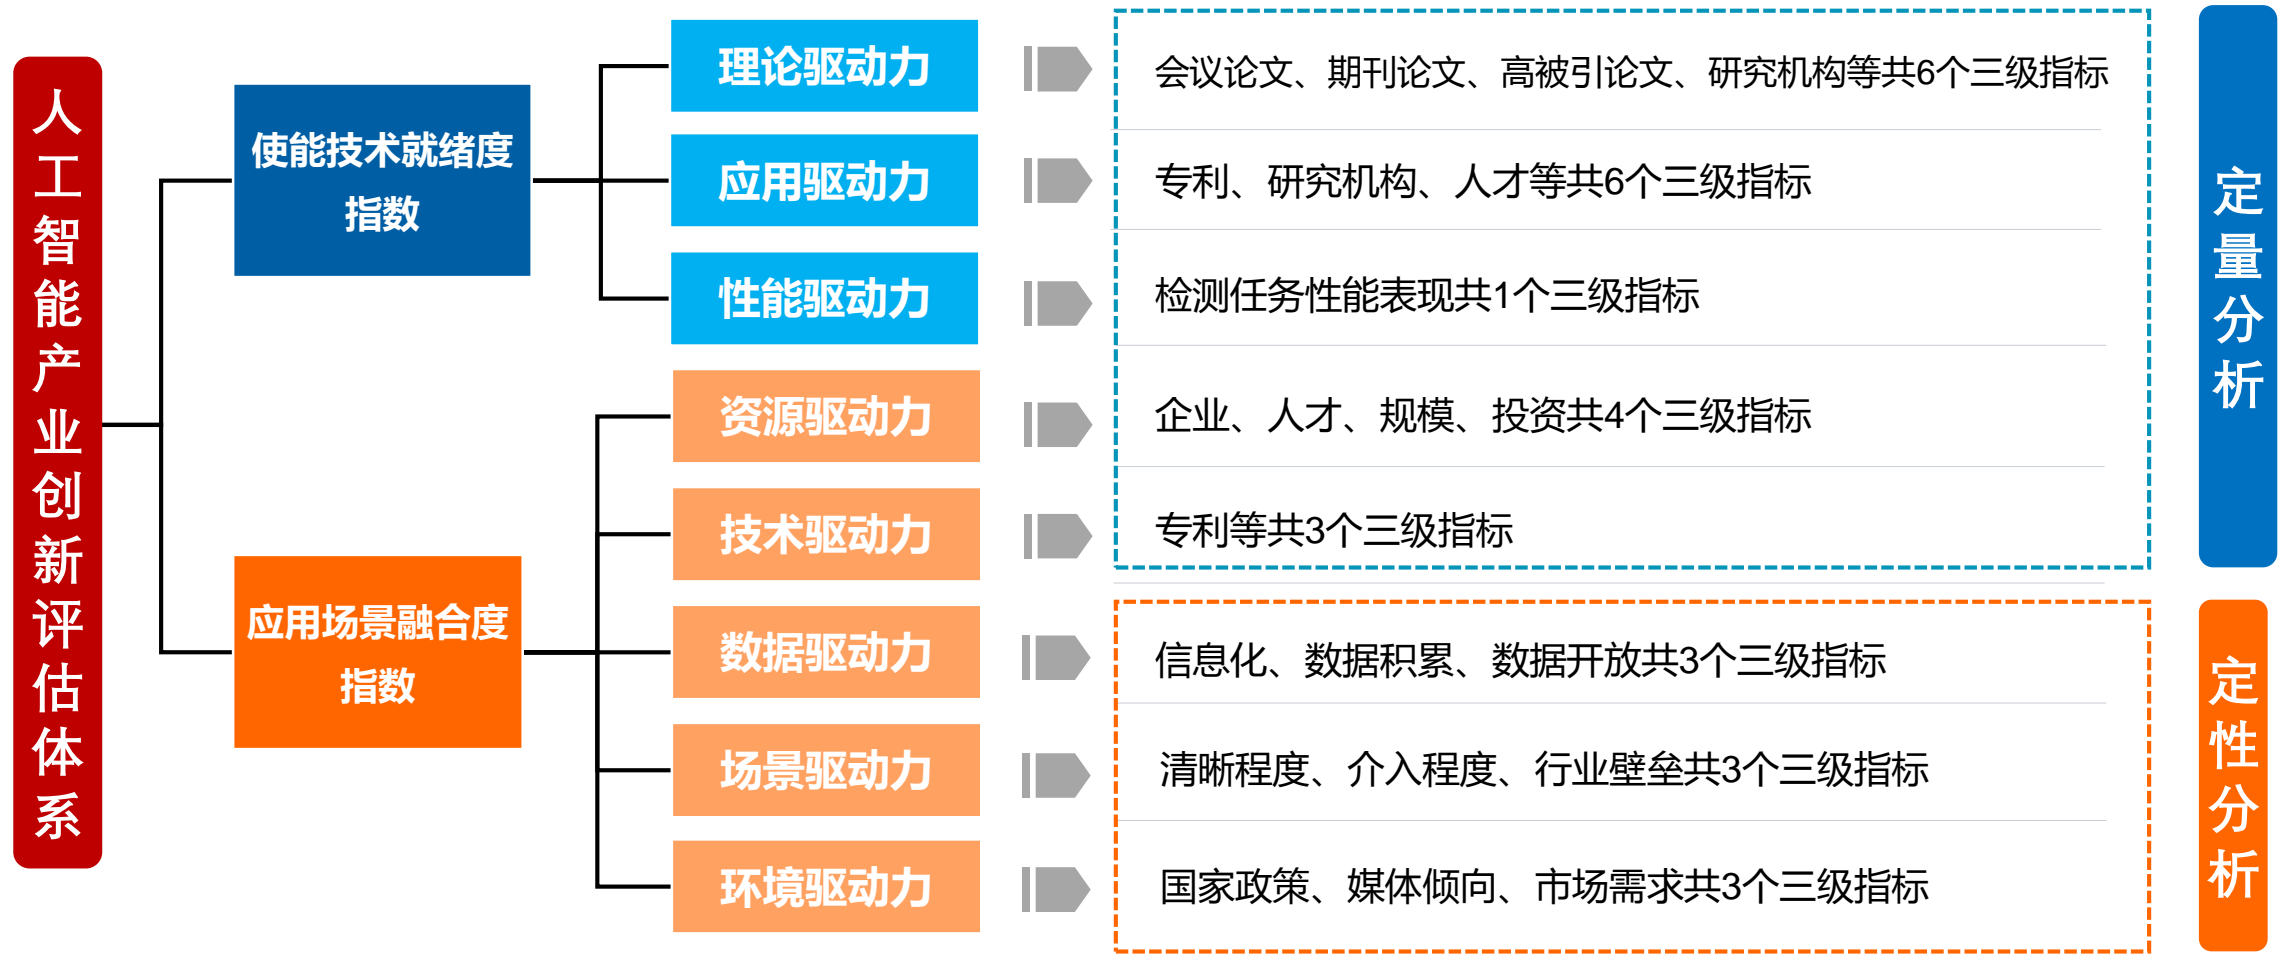 人工智能产业创新评估体系
使能技术就绪度
指数
应用场景融合度
指数
理论驱动力
会议论文、期刊论文、高被引论文、研究机构等共6个三级指标
应用驱动力
专利、研究机构、人才等共6个三级指标
性能驱动力
检测任务性能表现共1个三级指标
资源驱动力
企业、人才、规模、投资共4个三级指标
技术驱动力
专利等共3个三级指标
数据驱动力
信息化、数据积累、数据开放共3个三级指标
场景驱动力
清晰程度、介入程度、行业壁垒共3个三级指标
环境驱动力
国家政策、媒体倾向、市场需求共3个三级指标
定量分析
定性分析